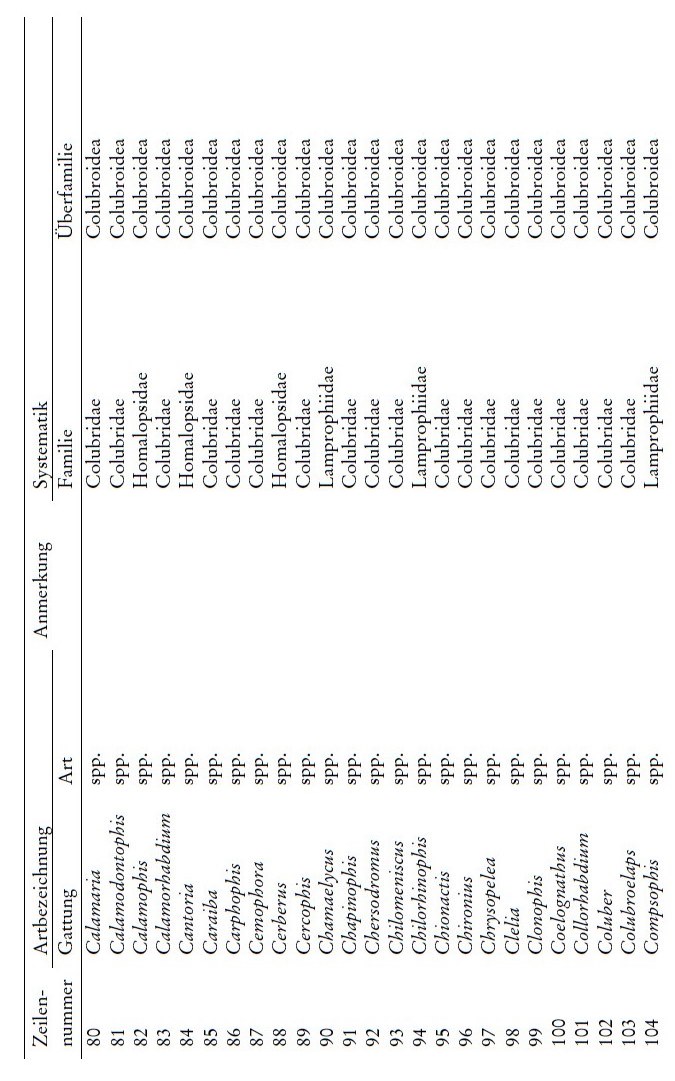 Zeilen- Artbezeichnung Anmerkung Systematik
nummer Gattung Art Familie Überfamilie
80 Calamaria spp. Colubridae Colubroidea
81 Calamodontophis spp. Colubridae Colubroidea
82 Calamophis spp. Homalopsidae Colubroidea
83 Calamorhabdium spp. Colubridae Colubroidea
84 Cantoria spp. Homalopsidae Colubroidea
85 Caraiba spp. Colubridae Colubroidea
86 Carphophis spp. Colubridae Colubroidea
87 Cemophora spp. Colubridae Colubroidea
88 Cerberus spp. Homalopsidae Colubroidea
89 Cercophis spp. Colubridae Colubroidea
90 Chamaelycus spp. Lamprophiidae Colubroidea
91 Chapinophis spp. Colubridae Colubroidea
92 Chersodromus spp. Colubridae Colubroidea
93 Chilomeniscus spp. Colubridae Colubroidea
94 Chilorhinophis spp. Lamprophiidae Colubroidea
95 Chionactis spp. Colubridae Colubroidea
96 Chironius spp. Colubridae Colubroidea
97 Chrysopelea spp. Colubridae Colubroidea
98 Clelia spp. Colubridae Colubroidea
99 Clonophis spp. Colubridae Colubroidea
100 Coelognathus spp. Colubridae Colubroidea
101 Collorhabdium spp. Colubridae Colubroidea
102 Coluber spp. Colubridae Colubroidea
103 Colubroelaps spp. Colubridae Colubroidea
104 Compsophis spp. Lamprophiidae Colubroidea